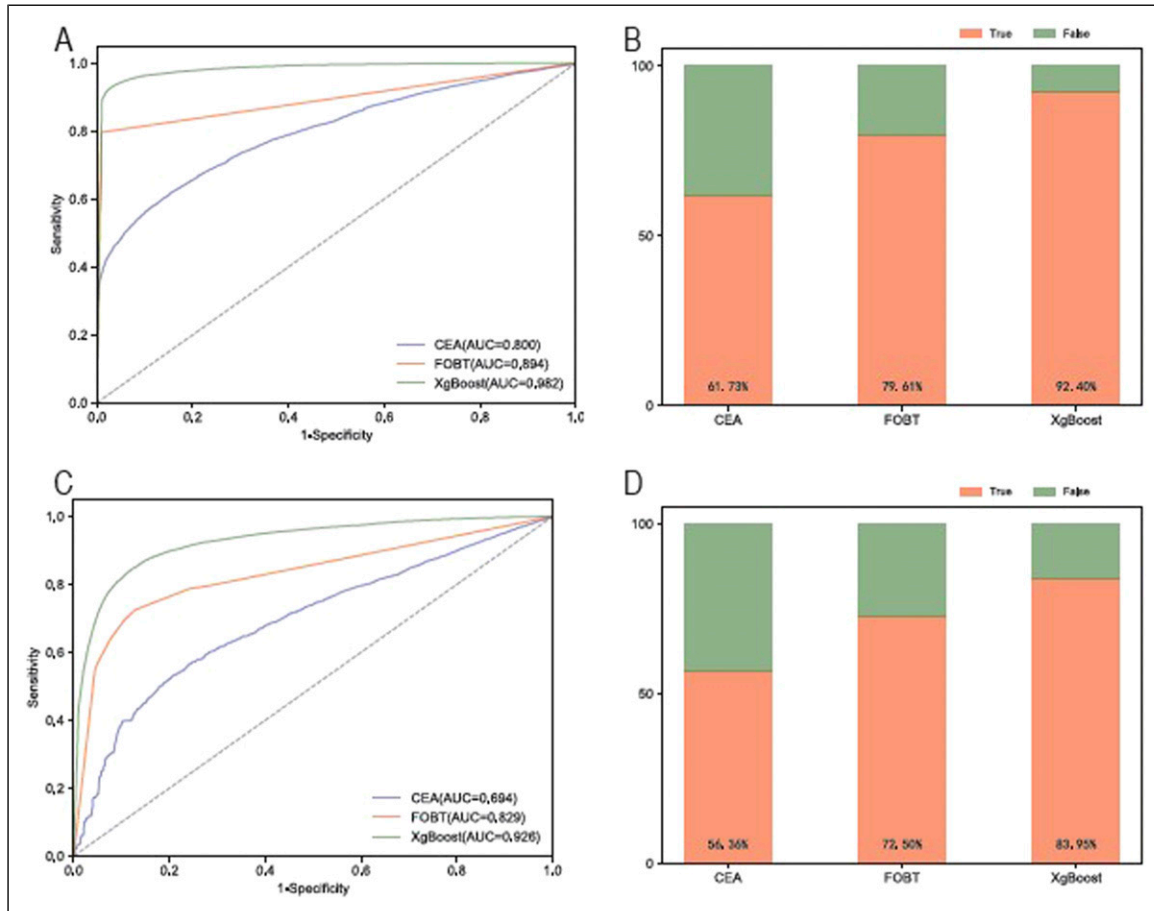 A
1.0
0.8
0.6
0.4
0.2
0.0
Sensitivity
CEA(AUC=0.800)
FOBT(AUC=0.894)
XgBoost(AUC=0.982)
0.0 0.2 0.4 0.6 0.8 1.0
1-Specificity
B
True False
100
50
0
61.73% 79.61% 92.40%
CEA FOBT XgBoost
C
1.0
0.8
0.6
0.4
0.2
0.0
Sensitivity
CEA(AUC=0.694)
FOBT(AUC=0.829)
XgBoost(AUC=0.926)
0.0 0.2 0.4 0.6 0.8 1.0
1-Specificity
D
True False
100
50
0
56.36% 72.50% 83.95%
CEA FOBT XgBoost